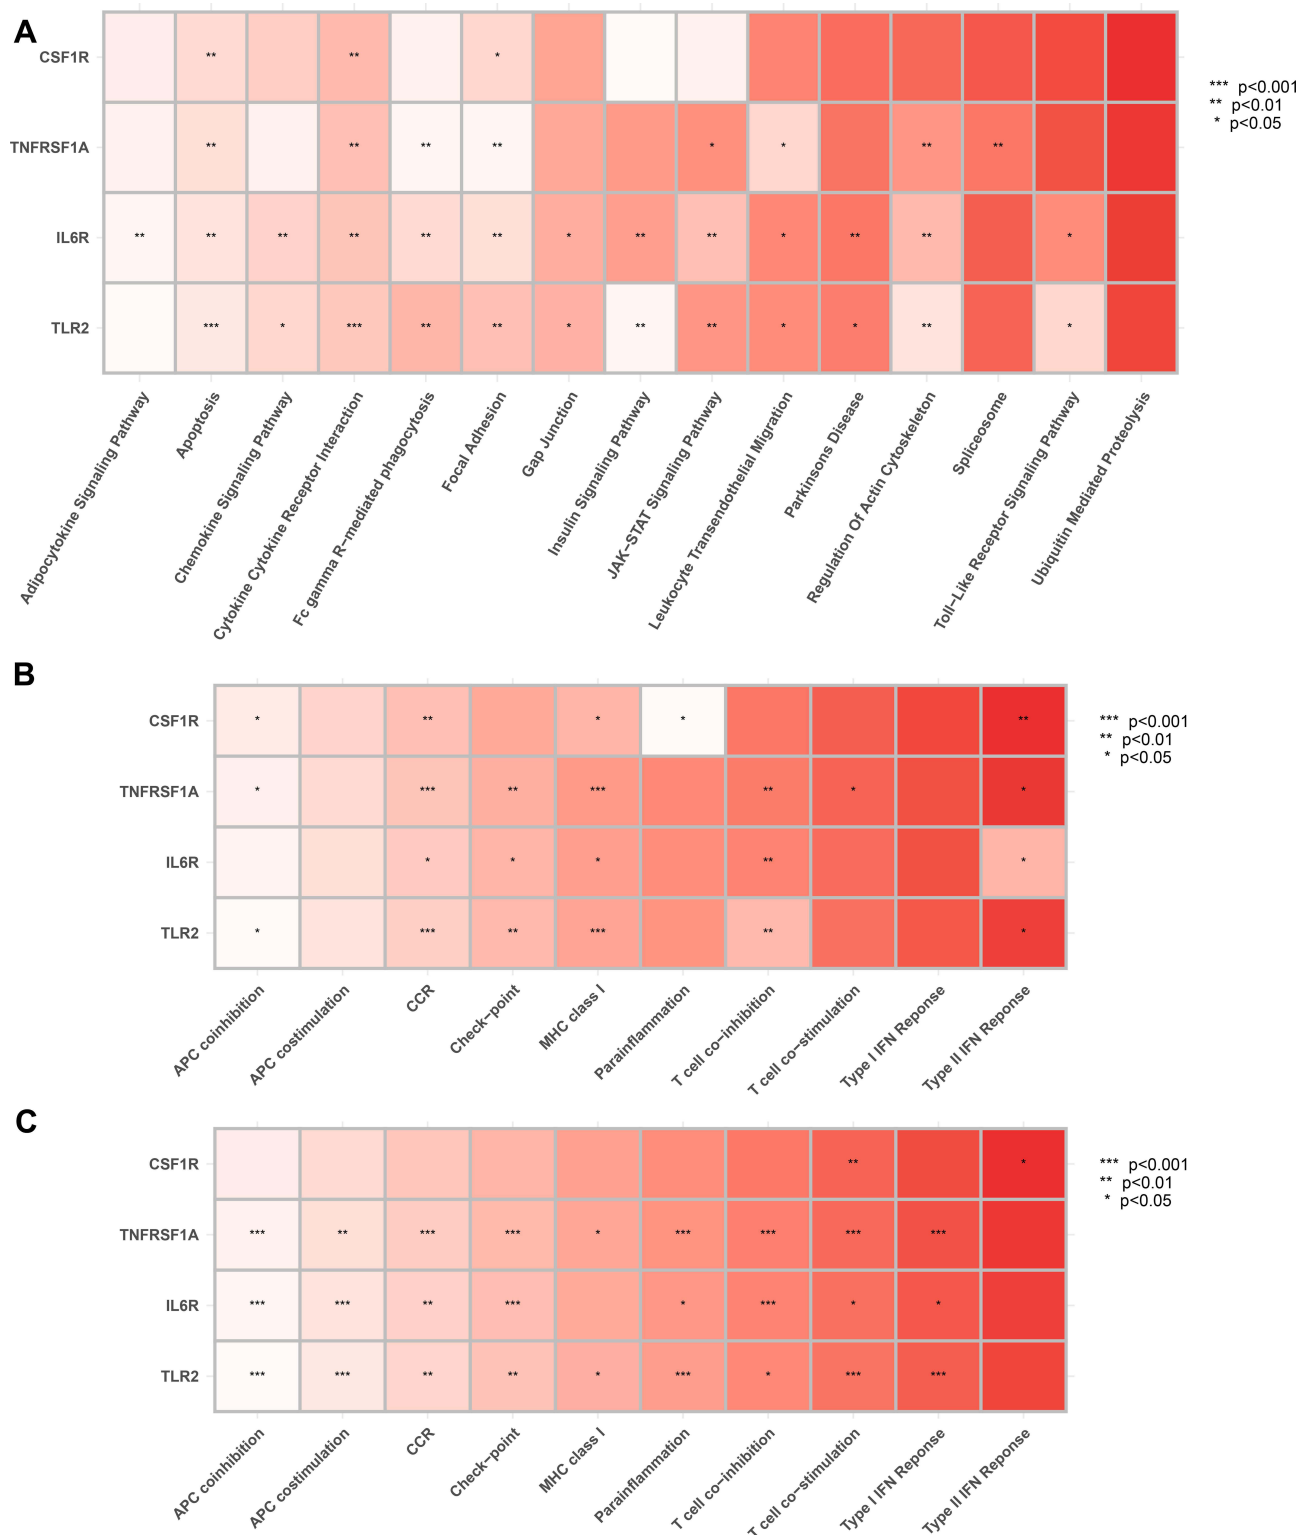 A
CSF1R ** ** *
TNFRSF1A ** ** ** ** * * ** **
IL6R ** ** ** ** ** ** * ** ** * ** ** *
TLR2 *** * *** ** ** * ** ** * * ** *
*** p<0.001
** p<0.01
* p<0.05
Adipocytokine Signaling Pathway
Apoptosis
Chemokine Signaling Pathway
Cytokine Cytokine Receptor Interaction
Fc gamma R−mediated phagocytosis
Focal Adhesion
Gap Junction
Insulin Signaling Pathway
JAK−STAT Signaling Pathway
Leukocyte Transendothelial Migration
Parkinsons Disease
Regulation Of Actin Cytoskeleton
Spliceosome
Toll−Like Receptor Signaling Pathway
Ubiquitin Mediated Proteolysis
B
CSF1R * ** * * **
TNFRSF1A * *** ** *** ** * *
IL6R * * * ** *
TLR2 * *** ** *** ** *
*** p<0.001
** p<0.01
* p<0.05
APC coinhibition
APC costimulation
CCR
Check−point
MHC class I
Parainflammation
T cell co−inhibition
T cell co−stimulation
Type I IFN Reponse
Type II IFN Reponse
C
CSF1R ** *
TNFRSF1A *** ** *** *** * *** *** *** ***
IL6R *** *** ** *** * *** * *
TLR2 *** *** ** ** * *** * *** ***
*** p<0.001
** p<0.01
* p<0.05
APC coinhibition
APC costimulation
CCR
Check−point
MHC class I
Parainflammation
T cell co−inhibition
T cell co−stimulation
Type I IFN Reponse
Type II IFN Reponse